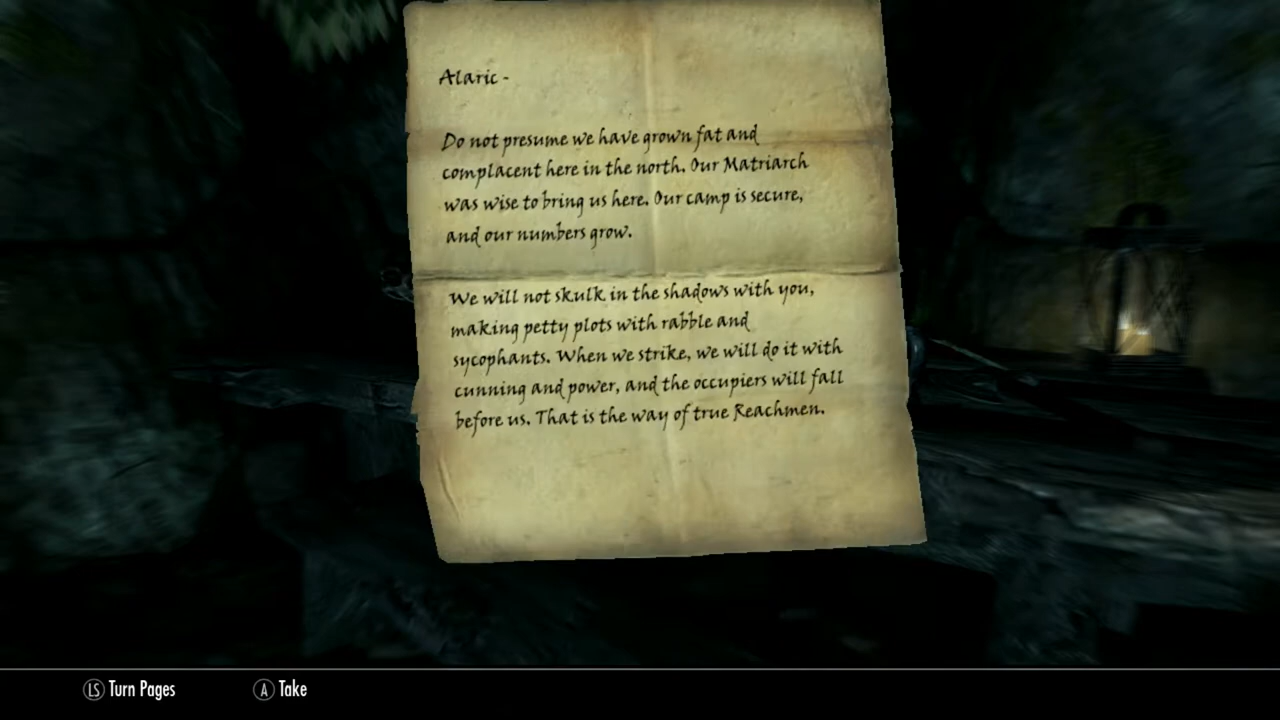 Alaric -
Do not presume we have grown fat and
complacent here in the north. Our Matriarch
was wise to bring us here. Our camp is secure,
and our numbers grow.
We will not skulk in the shadows with you,
making petty plots with rabble and
sycophants. When we strike, we will do it with
cunning and power, and the occupiers will fall
before us. That is the way of true Reachmen.
LS Turn Pages A Take